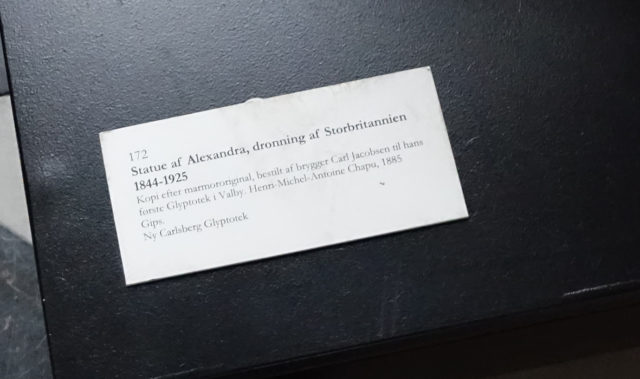 172
Statue af Alexandra, dronning af Storbritannien
1844-1925
Kopi efter marmororiginal, bestilt af brygger Carl Jacobsen til hans
første Glyptotek i Valby. Henri-Michel-Antoine Chapu, 1885
Gips.
Ny Carlsberg Glyptotek